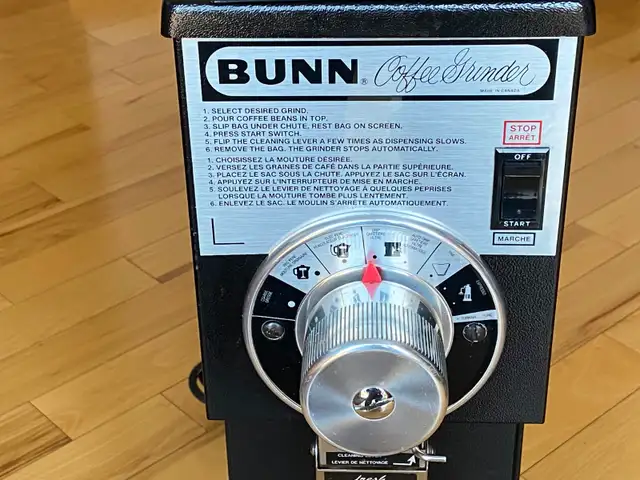 BUNN® Coffee Grinder
MADE IN CANADA
1. SELECT DESIRED GRIND.
2. POUR COFFEE BEANS IN TOP.
3. SLIP BAG UNDER CHUTE, REST BAG ON SCREEN.
4. PRESS START SWITCH.
5. FLIP THE CLEANING LEVER A FEW TIMES AS DISPENSING SLOWS.
6. REMOVE THE BAG. THE GRINDER STOPS AUTOMATICALLY.
1. CHOISISSEZ LA MOUTURE DÉSIRÉE.
2. VERSEZ LES GRAINES DE CAFÉ DANS LA PARTIE SUPÉRIEURE.
3. PLACEZ LE SAC SOUS LA CHUTE. APPUYEZ LE SAC SUR L'ÉCRAN.
4. APPUYEZ SUR L'INTERRUPTEUR DE MISE EN MARCHE.
5. SOULEVEZ LE LEVIER DE NETTOYAGE À QUELQUES REPRISES
LORSQUE LA MOUTURE TOMBE PLUS LENTEMENT.
6. ENLEVEZ LE SAC. LE MOULIN S'ARRÊTE AUTOMATIQUEMENT.
STOP
ARRÊT
OFF
START
MARCHE
CLEANING
LEVIER DE NETTOYAGE
fresh